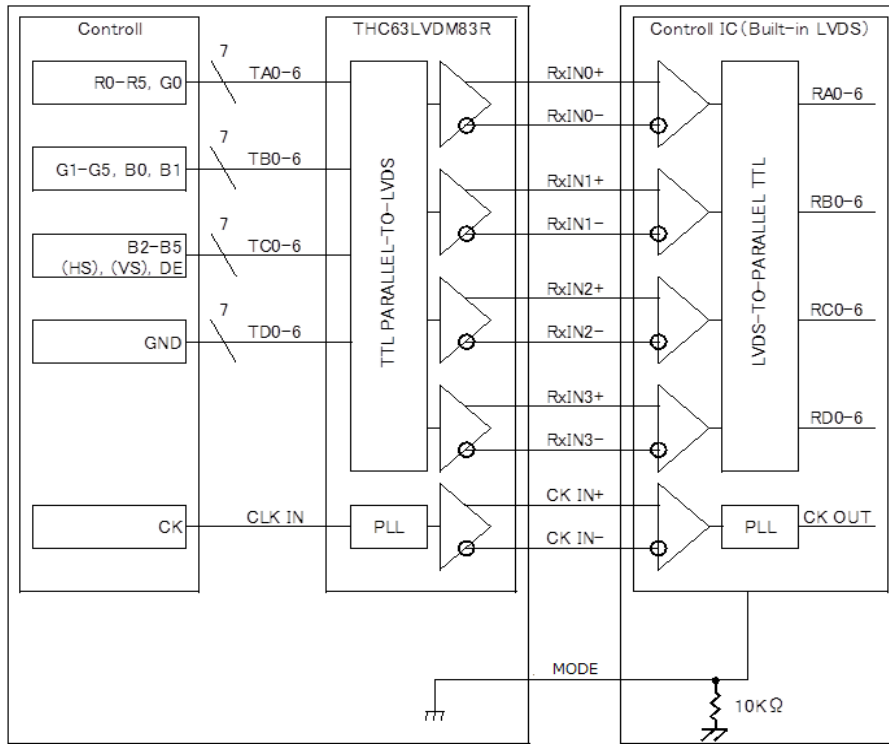 Controll
THC63LVDM83R
Controll IC(Built-in LVDS)
R0-R5, G0
7
TA0-6
RxIN0+
RxIN0-
RA0-6
G1-G5, B0, B1
7
TB0-6
RxIN1+
RxIN1-
RB0-6
B2-B5
(HS), (VS), DE
7
TC0-6
RxIN2+
RxIN2-
RC0-6
GND
7
TD0-6
RxIN3+
RxIN3-
RD0-6
TTL PARALLEL-TO-LVDS
LVDS-TO-PARALLEL TTL
CK
CLK IN
PLL
CK IN+
CK IN-
PLL
CK OUT
MODE
10KΩ